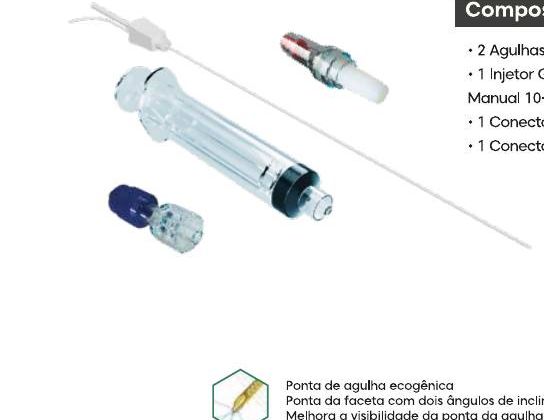 Compos
• 2 Agulhas
• 1 Injetor
Manual 10-
• 1 Conecto
• 1 Conecto
Ponta de agulha ecogênica
Ponta da faceta com dois ângulos de inclin
Melhora a visibilidade da ponta da agulha